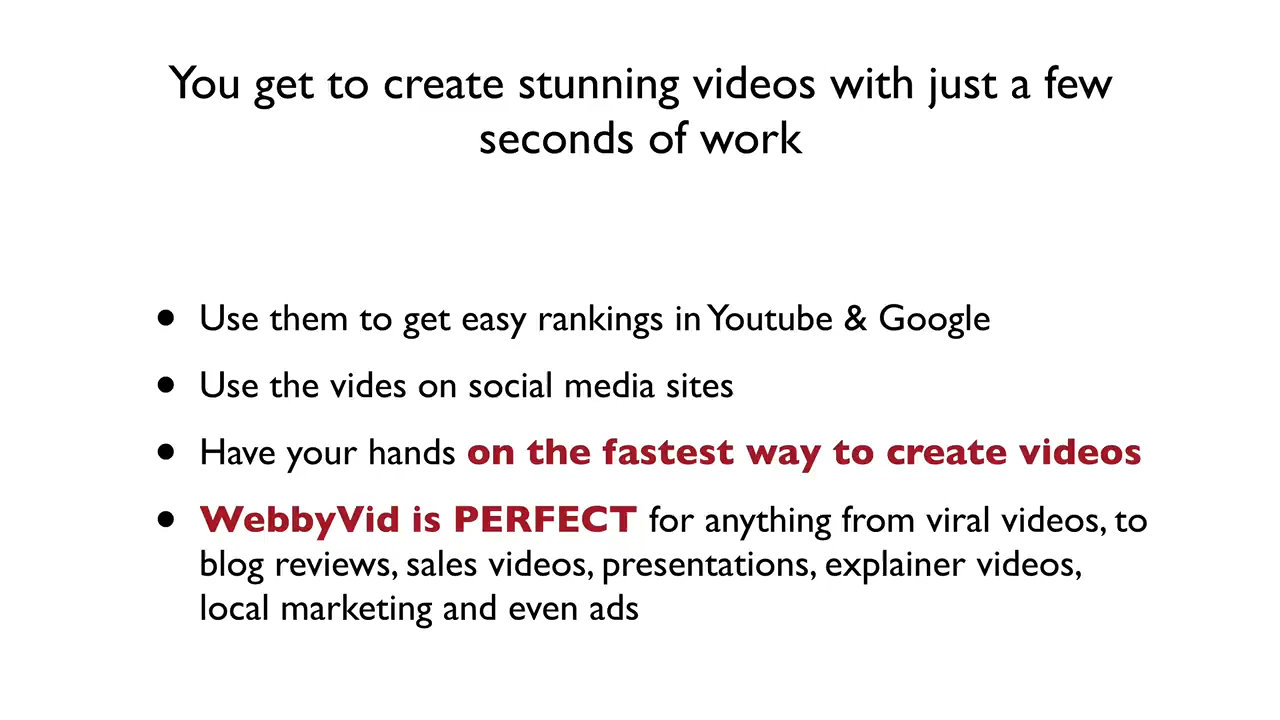 You get to create stunning videos with just a few
seconds of work
• Use them to get easy rankings in Youtube & Google
• Use the vides on social media sites
• Have your hands on the fastest way to create videos
• WebbyVid is PERFECT for anything from viral videos, to
blog reviews, sales videos, presentations, explainer videos,
local marketing and even ads